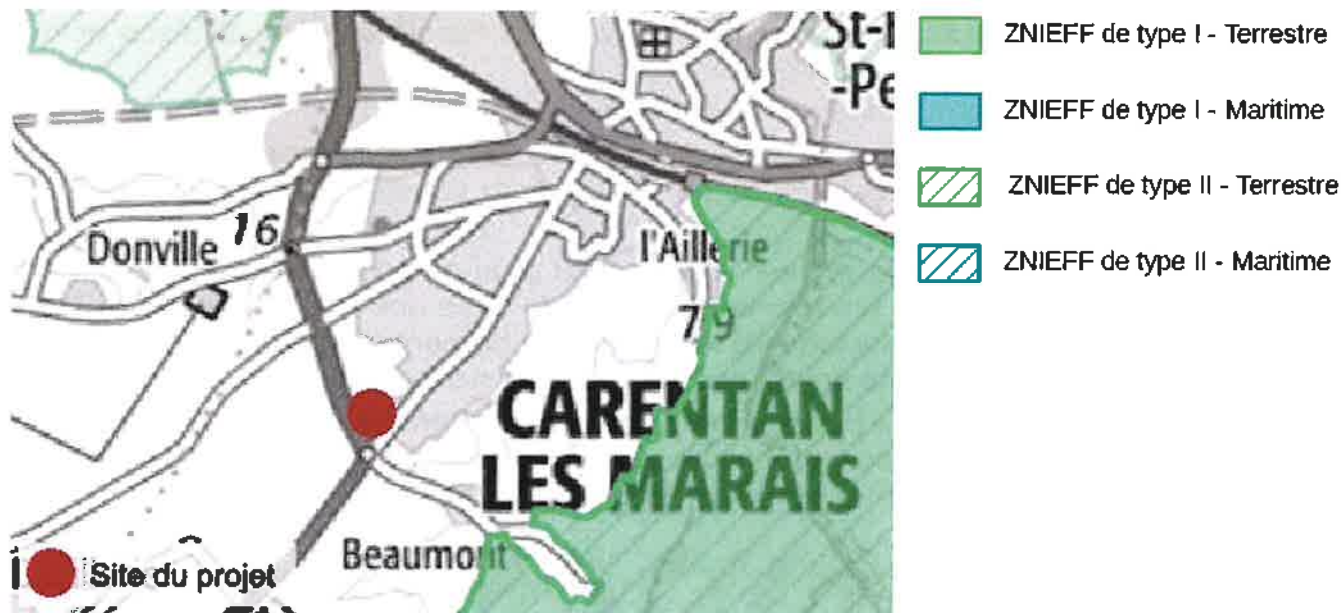 St-
-Pe
16
Donville
l'Aillerie
79
CARENTAN
LES MARAIS
Beaumont
Site du projet
ZNIEFF de type I - Terrestre
ZNIEFF de type I - Maritime
ZNIEFF de type II - Terrestre
ZNIEFF de type II - Maritime